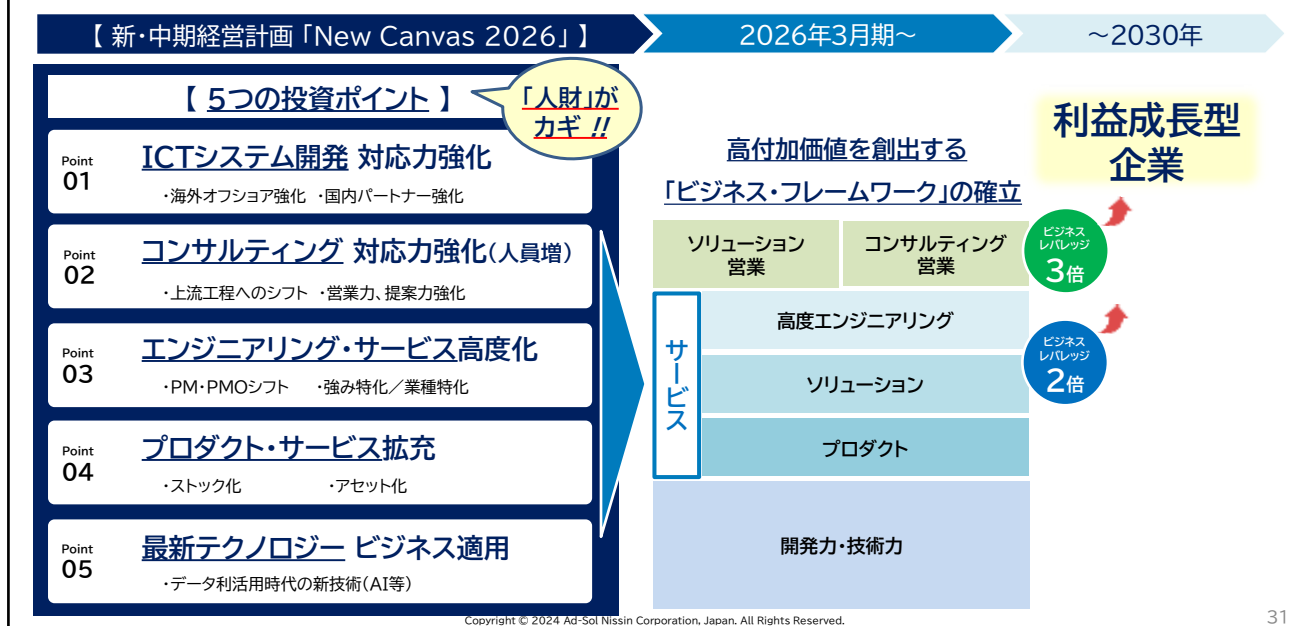 【 新・中期経営計画 「New Canvas 2026」 】
2026年3月期～
～2030年
【 5つの投資ポイント 】
「人財」が
カギ !!
Point
01
ICTシステム開発 対応力強化
・海外オフショア強化 ・国内パートナー強化
Point
02
コンサルティング 対応力強化(人員増)
・上流工程へのシフト ・営業力、提案力強化
Point
03
エンジニアリング・サービス高度化
・PM・PMOシフト ・強み特化／業種特化
Point
04
プロダクト・サービス拡充
・ストック化 ・アセット化
Point
05
最新テクノロジー ビジネス適用
・データ利活用時代の新技術(AI等)
高付加価値を創出する
「ビジネス・フレームワーク」の確立
ソリューション
営業
コンサルティング
営業
サービス
高度エンジニアリング
ソリューション
プロダクト
開発力・技術力
利益成長型
企業
ビジネス
レバレッジ
3倍
ビジネス
レバレッジ
2倍
Copyright © 2024 Ad-Sol Nissin Corporation, Japan. All Rights Reserved.
31